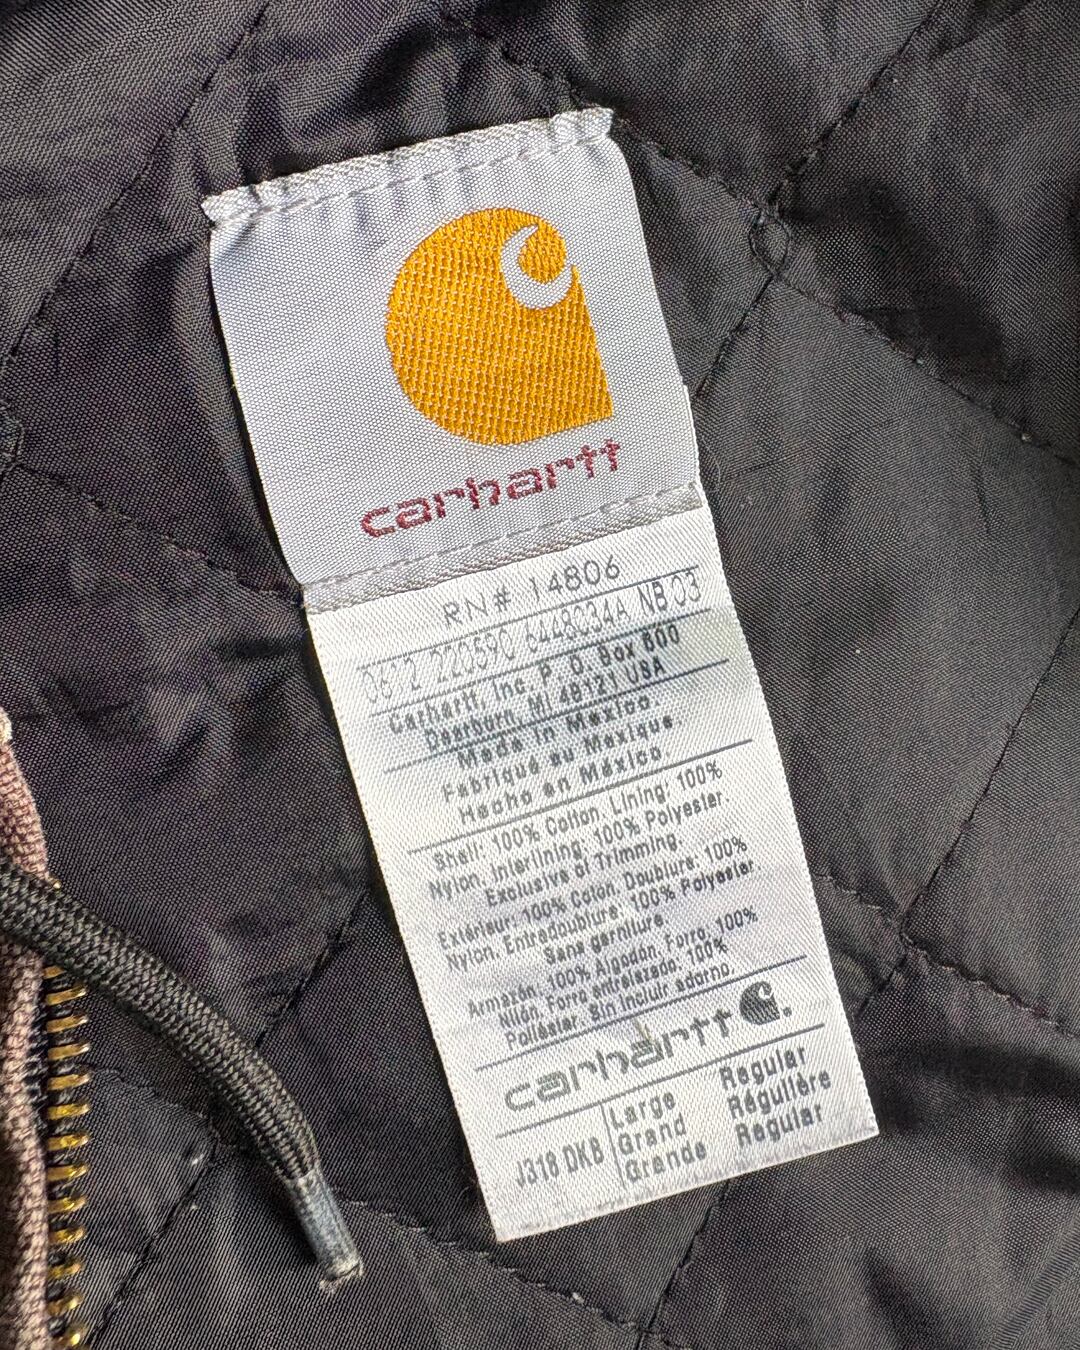 carhartt
RN# 14806
0612 220590 6448034A NB 03
Carhartt, Inc. P. O. Box 600
Dearborn, MI 48121 USA
Made in Mexico.
Fabriqué au Mexique.
Hecho en México.
Shell: 100% Cotton, Lining: 100%
Nylon, Interlining: 100% Polyester
Exclusive of Trimming.
Extérieur: 100% Coton, Doublure: 100%
Nylon, Entredoublure: 100% Polyester
Sans garniture
Armazón: 100% Algodón, Forro, 100%
Nilón, Forro entrelazado, 100%
Poliéster, Sin incluir adorno.
carhartt
J318 DKB
Large Regular
Grand Régulière
Grande Regular